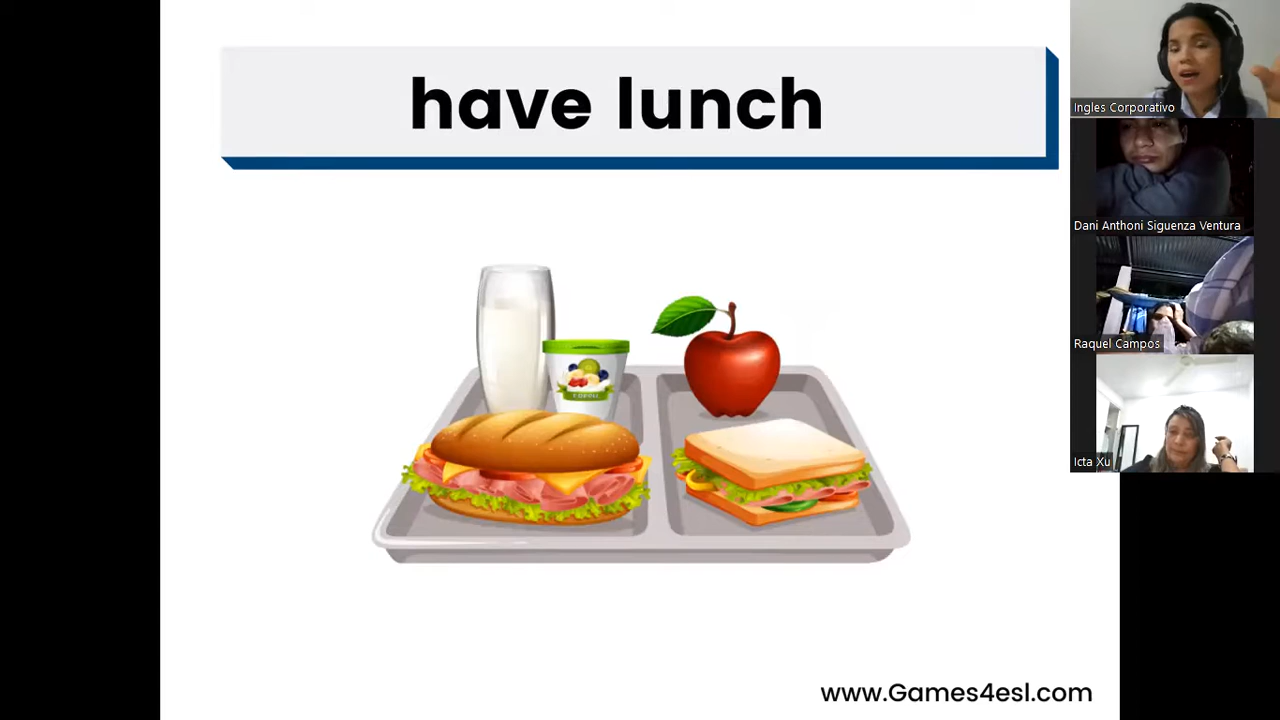 have lunch
Ingles Corporativo
Dani Anthoni Siguenza Ventura
Raquel Campos
Icta Xu
www.Games4esl.com